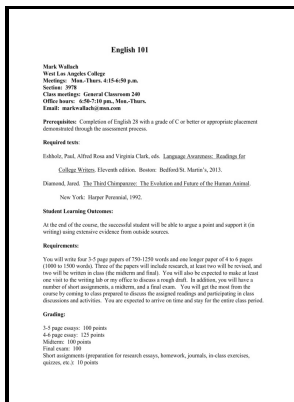 English 101
Mark Wallach
West Los Angeles College
Meetings: Mon.-Thurs. 4:15-6:50 p.m.
Section: 3978
Class meetings: General Classroom 240
Office hours: 6:50-7:10 pm., Mon.-Thurs.
Email: markwallach@msn.com
Prerequisites: Completion of English 28 with a grade of C or better or appropriate placement
demonstrated through the assessment process.
Required texts:
Eshholz, Paul, Alfred Rosa and Virginia Clark, eds. Language Awareness: Readings for
College Writers. Eleventh edition. Boston: Bedford/St. Martin's, 2013.
Diamond, Jared. The Third Chimpanzee: The Evolution and Future of the Human Animal.
New York: Harper Perennial, 1992.
Student Learning Outcomes:
At the end of the course, the successful student will be able to argue a point and support it (in
writing) using extensive evidence from outside sources.
Requirements:
You will write four 3-5 page papers of 750-1250 words and one longer paper of 4 to 6 pages
(1000 to 1500 words). Three of the papers will include research, at least two will be revised, and
two will be written in class (the midterm and final). You will also be expected to make at least
one visit to the writing lab or my office to discuss a rough draft. In addition, you will have a
number of short assignments, a midterm, and a final exam. You will get the most from the
course by coming to class prepared to discuss the assigned readings and participating in class
discussions and activities. You are expected to arrive on time and stay for the entire class period.
Grading:
3-5 page essays: 100 points
4-6 page essay: 125 points
Midterm: 100 points
Final exam: 100
Short assignments (preparation for research essays, homework, journals, in-class exercises,
quizzes, etc.): 10 points